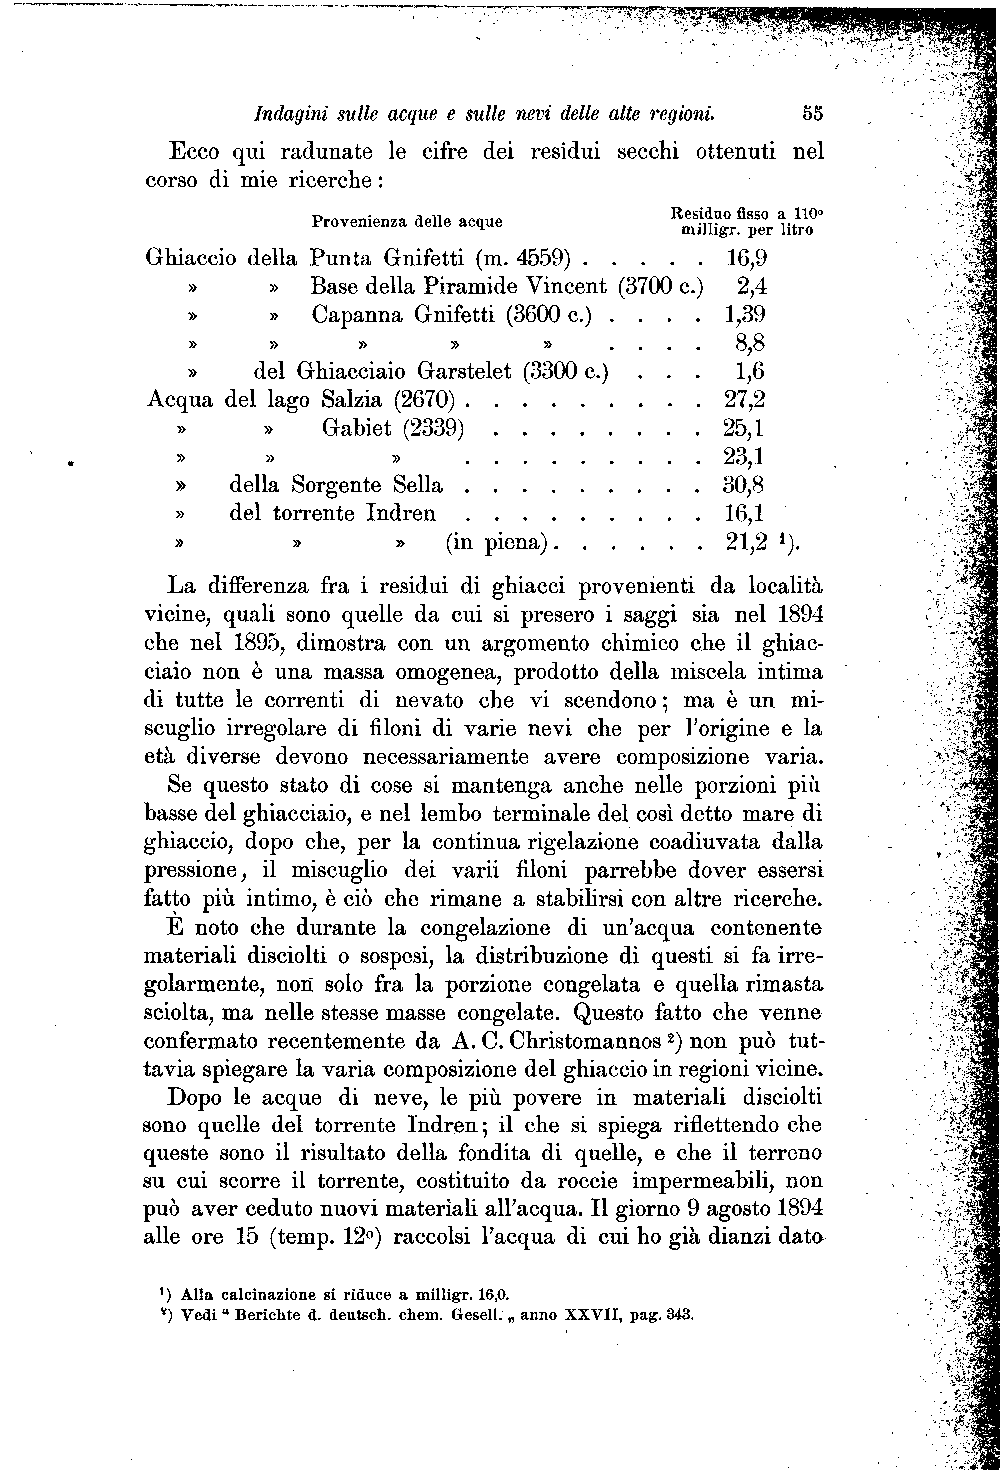 Indagini sulle acque e sulle nevi delle alte regioni. 55
Ecco qui radunate le cifre dei residui secchi ottenuti nel
corso di mie ricerche:
Provenienza delle acque Residuo fisso a 110º
milligr. per litro
Ghiaccio della Punta Gnifetti (m. 4559) . . . . . 16,9
» » Base della Piramide Vincent (3700 c.) 2,4
» » Capanna Gnifetti (3600 c.) . . . . 1,39
» » » » » . . . . 8,8
» del Ghiacciaio Garstelet (3300 c.) . . . 1,6
Acqua del lago Salzia (2670) . . . . . . . . . 27,2
» » Gabiet (2339) . . . . . . . . 25,1
» » » . . . . . . . . . 23,1
» della Sorgente Sella . . . . . . . . . 30,8
» del torrente Indren . . . . . . . . . 16,1
» » » (in piena) . . . . . . 21,2 ¹).
La differenza fra i residui di ghiacci provenienti da località
vicine, quali sono quelle da cui si presero i saggi sia nel 1894
che nel 1895, dimostra con un argomento chimico che il ghiac-
ciaio non è una massa omogenea, prodotto della miscela intima
di tutte le correnti di nevato che vi scendono; ma è un mi-
scuglio irregolare di filoni di varie nevi che per l'origine e la
età diverse devono necessariamente avere composizione varia.
Se questo stato di cose si mantenga anche nelle porzioni più
basse del ghiacciaio, e nel lembo terminale del così detto mare di
ghiaccio, dopo che, per la continua rigelazione coadiuvata dalla
pressione, il miscuglio dei varii filoni parrebbe dover essersi
fatto più intimo, è ciò che rimane a stabilirsi con altre ricerche.
È noto che durante la congelazione di un'acqua contenente
materiali disciolti o sospesi, la distribuzione di questi si fa irre-
golarmente, non solo fra la porzione congelata e quella rimasta
sciolta, ma nelle stesse masse congelate. Questo fatto che venne
confermato recentemente da A. C. Christomannos ²) non può tut-
tavia spiegare la varia composizione del ghiaccio in regioni vicine.
Dopo le acque di neve, le più povere in materiali disciolti
sono quelle del torrente Indren; il che si spiega riflettendo che
queste sono il risultato della fondita di quelle, e che il terreno
su cui scorre il torrente, costituito da roccie impermeabili, non
può aver ceduto nuovi materiali all'acqua. Il giorno 9 agosto 1894
alle ore 15 (temp. 12º) raccolsi l'acqua di cui ho già dianzi dato
¹) Alla calcinazione si riduce a milligr. 16,0.
²) Vedi “ Berichte d. deutsch. chem. Gesell. „ anno XXVII, pag. 343.